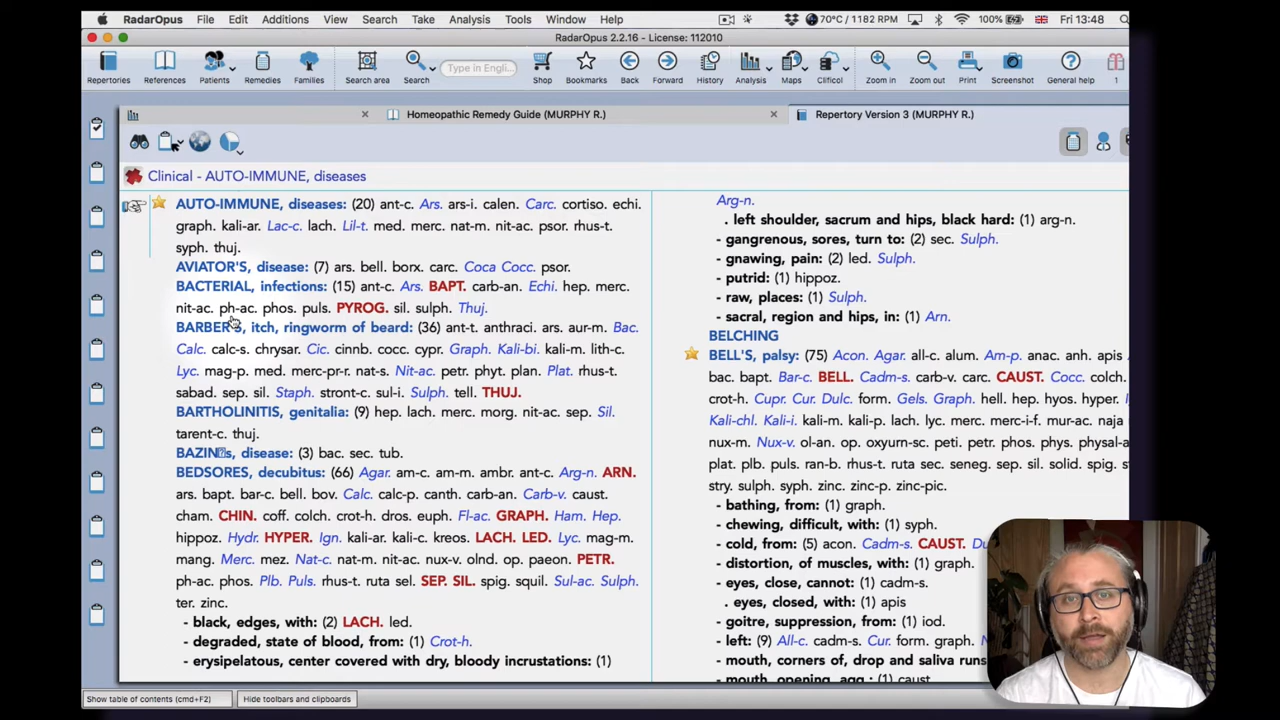 RadarOpus File Edit Additions View Search Take Analysis Tools Window Help 70°C / 1182 RPM 100% Fri 13:48
RadarOpus 2.2.16 - License: 112010
Repertories References Patients Remedies Families Search area Search Type in Engli... Shop Bookmarks Back Forward History Analysis Maps Clificol Zoom in Zoom out Print Screenshot General help 1
Homeopathic Remedy Guide (MURPHY R.) Repertory Version 3 (MURPHY R.)
Clinical - AUTO-IMMUNE, diseases
AUTO-IMMUNE, diseases: (20) ant-c. Ars. ars-i. calen. Carc. cortiso. echi.
graph. kali-ar. Lac-c. lach. Lil-t. med. merc. nat-m. nit-ac. psor. rhus-t.
syph. thuj.
AVIATOR'S, disease: (7) ars. bell. borx. carc. Coca Cocc. psor.
BACTERIAL, infections: (15) ant-c. Ars. BAPT. carb-an. Echi. hep. merc.
nit-ac. ph-ac. phos. puls. PYROG. sil. sulph. Thuj.
BARBER'S, itch, ringworm of beard: (36) ant-t. anthraci. ars. aur-m. Bac.
Calc. calc-s. chrysar. Cic. cinnb. cocc. cypr. Graph. Kali-bi. kali-m. lith-c.
Lyc. mag-p. med. merc-pr-r. nat-s. Nit-ac. petr. phyt. plan. Plat. rhus-t.
sabad. sep. sil. Staph. stront-c. sul-i. Sulph. tell. THUJ.
BARTHOLINITIS, genitalia: (9) hep. lach. merc. morg. nit-ac. sep. Sil.
tarent-c. thuj.
BAZIN s, disease: (3) bac. sec. tub.
BEDSORES, decubitus: (66) Agar. am-c. am-m. ambr. ant-c. Arg-n. ARN.
ars. bapt. bar-c. bell. bov. Calc. calc-p. canth. carb-an. Carb-v. caust.
cham. CHIN. coff. colch. crot-h. dros. euph. Fl-ac. GRAPH. Ham. Hep.
hippoz. Hydr. HYPER. Ign. kali-ar. kali-c. kreos. LACH. LED. Lyc. mag-m.
mang. Merc. mez. Nat-c. nat-m. nit-ac. nux-v. olnd. op. paeon. PETR.
ph-ac. phos. Plb. Puls. rhus-t. ruta sel. SEP. SIL. spig. squil. Sul-ac. Sulph.
ter. zinc.
- black, edges, with: (2) LACH. led.
- degraded, state of blood, from: (1) Crot-h.
- erysipelatous, center covered with dry, bloody incrustations: (1)
Arg-n.
. left shoulder, sacrum and hips, black hard: (1) arg-n.
- gangrenous, sores, turn to: (2) sec. Sulph.
- gnawing, pain: (2) led. Sulph.
- putrid: (1) hippoz.
- raw, places: (1) Sulph.
- sacral, region and hips, in: (1) Arn.
BELCHING
BELL'S, palsy: (75) Acon. Agar. all-c. alum. Am-p. anac. anh. apis
bac. bapt. Bar-c. BELL. Cadm-s. carb-v. carc. CAUST. Cocc. colch.
crot-h. Cupr. Cur. Dulc. form. Gels. Graph. hell. hep. hyos. hyper.
Kali-chl. Kali-i. kali-m. kali-p. lach. lyc. merc. merc-i-f. mur-ac. naja
nux-m. Nux-v. ol-an. op. oxyurn-sc. peti. petr. phos. phys. physal-a
plat. plb. puls. ran-b. rhus-t. ruta sec. seneg. sep. sil. solid. spig.
stry. sulph. syph. zinc. zinc-p. zinc-pic.
- bathing, from: (1) graph.
- chewing, difficult, with: (1) syph.
- cold, from: (5) acon. Cadm-s. CAUST.
- distortion, of muscles, with: (1) graph.
- eyes, close, cannot: (1) cadm-s.
. eyes, closed, with: (1) apis
- goitre, suppression, from: (1) iod.
- left: (9) All-c. cadm-s. Cur. form. graph.
- mouth, corners of, drop and saliva runs
- mouth, opening, agg.: (1) caust.
Show table of contents (cmd+F2) Hide toolbars and clipboards